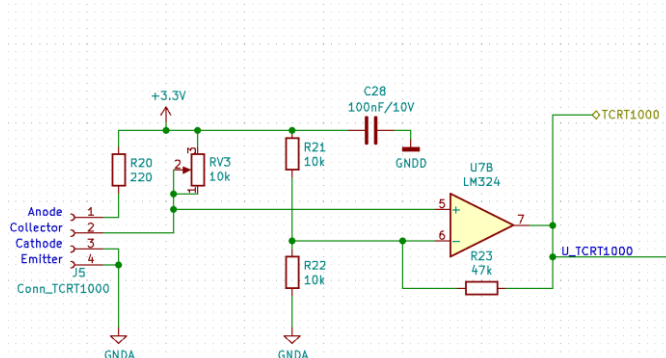 C28
100nF/10V
+3.3V
TCRT1000
R20
220
2
3
1
RV3
10k
R21
10k
GNDD
U7B
LM324
Anode 1
Collector 2
Cathode 3
Emitter 4
J5
Conn_TCRT1000
5
+
7
6
−
U_TCRT1000
R22
10k
R23
47k
GNDA
GNDA